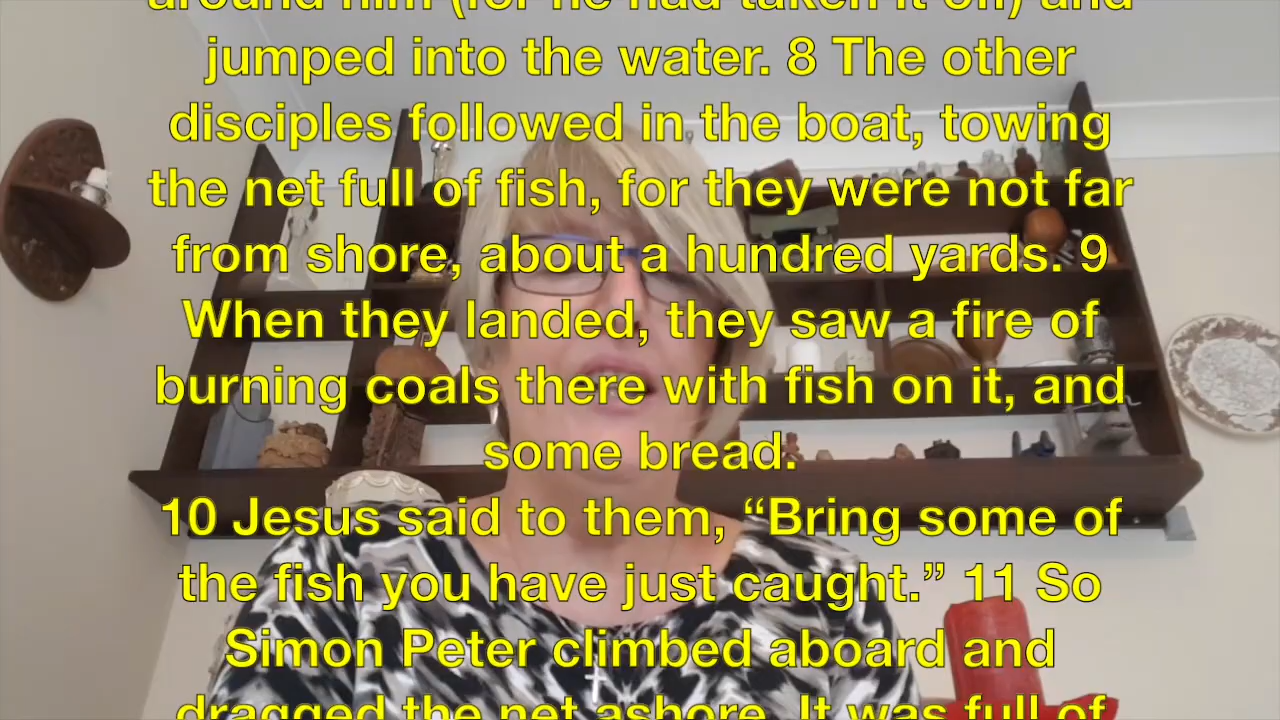 around him (for he had taken it off) and
jumped into the water. 8 The other
disciples followed in the boat, towing
the net full of fish, for they were not far
from shore, about a hundred yards. 9
When they landed, they saw a fire of
burning coals there with fish on it, and
some bread.
10 Jesus said to them, “Bring some of
the fish you have just caught.” 11 So
Simon Peter climbed aboard and
dragged the net ashore. It was full of